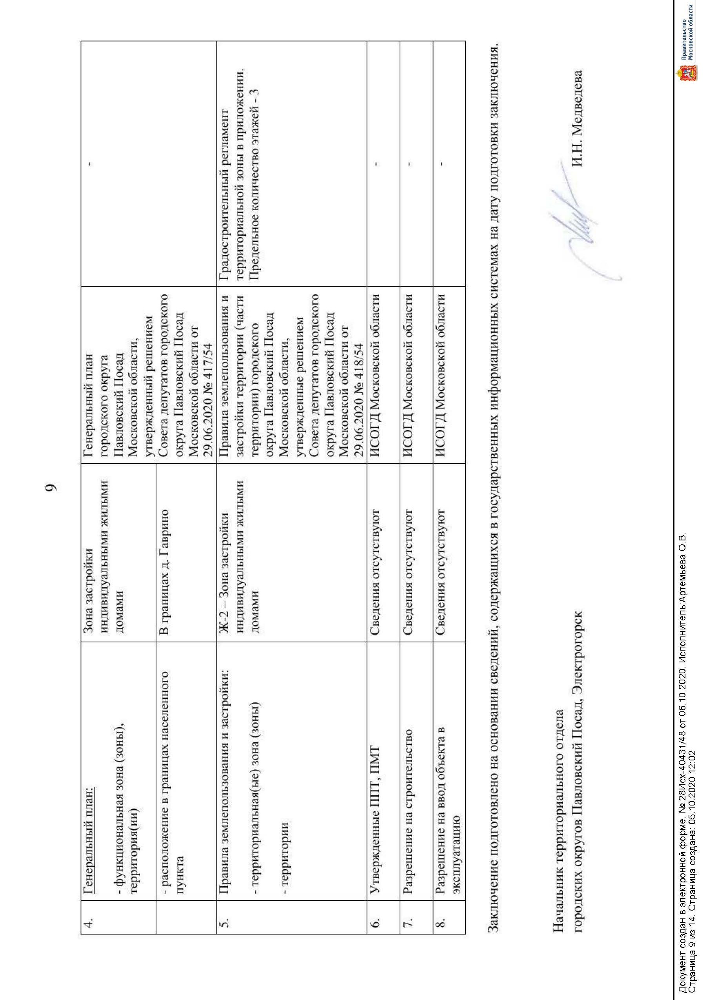 9
4.
Генеральный план:
- функциональная зона (зоны),
территория(ии)
Зона застройки
индивидуальными жилыми
домами
Генеральный план
городского округа
Павловский Посад
Московской области,
утвержденный решением
Совета депутатов городского
округа Павловский Посад
Московской области от
29.06.2020 № 417/54
-
- расположение в границах населенного
пункта
В границах д. Гаврино
5.
Правила землепользования и застройки:
- территориальная(ые) зона (зоны)
- территории
Ж-2 – Зона застройки
индивидуальными жилыми
домами
Правила землепользования и
застройки территории (части
территории) городского
округа Павловский Посад
Московской области,
утвержденные решением
Совета депутатов городского
округа Павловский Посад
Московской области от
29.06.2020 № 418/54
Градостроительный регламент
территориальной зоны в приложении.
Предельное количество этажей - 3
6.
Утвержденные ППТ, ПМТ
Сведения отсутствуют
ИСОГД Московской области
-
7.
Разрешение на строительство
Сведения отсутствуют
ИСОГД Московской области
-
8.
Разрешение на ввод объекта в
эксплуатацию
Сведения отсутствуют
ИСОГД Московской области
-
Заключение подготовлено на основании сведений, содержащихся в государственных информационных системах на дату подготовки заключения.
Начальник территориального отдела
городских округов Павловский Посад, Электрогорск
И.Н. Медведева
Документ создан в электронной форме. № 28Исх-40431/48 от 06.10.2020. Исполнитель:Артемьева О.В.
Страница 9 из 14. Страница создана: 05.10.2020 12:02
Правительство
Московской области